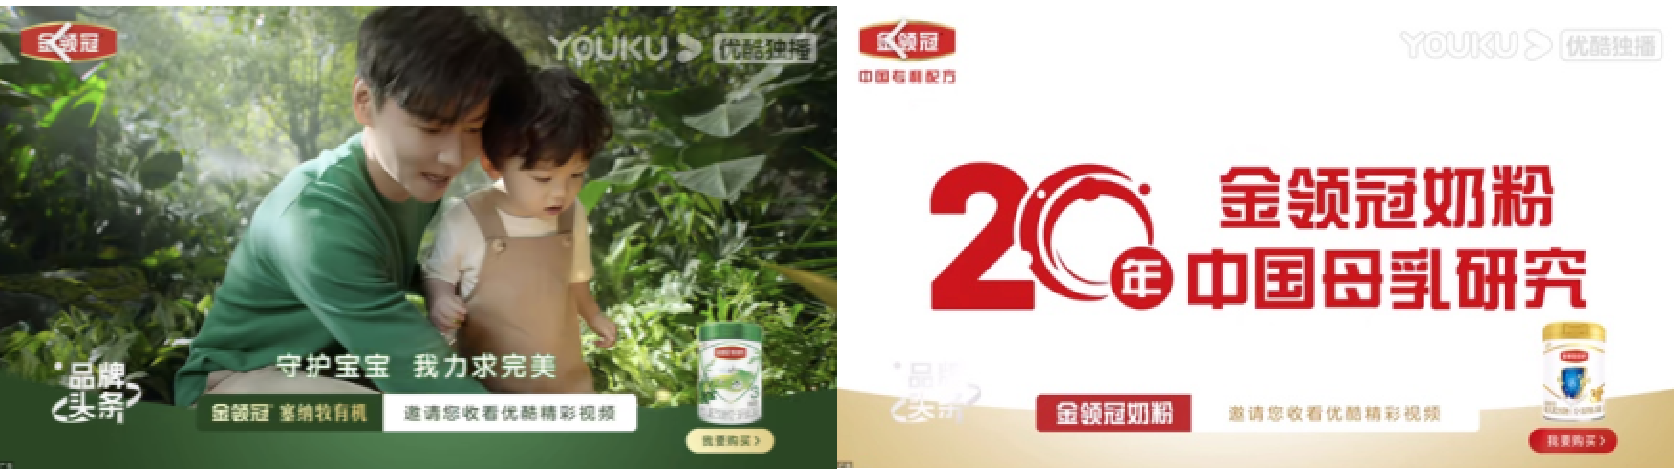 金领冠
YOUKU 优酷独播
守护宝宝 我力求完美
品牌
头条
金领冠 塞纳牧有机 邀请您收看优酷精彩视频
我要购买>
金领冠
中国专利配方
YOUKU 优酷独播
20年
金领冠奶粉
中国母乳研究
品牌
头条
金领冠奶粉 邀请您收看优酷精彩视频
我要购买>